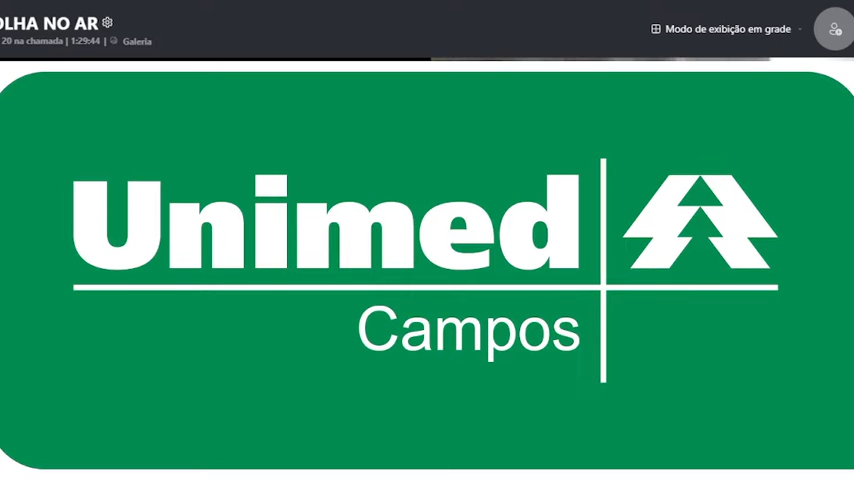 OLHA NO AR
20 na chamada | 1:29:44 | Galeria
Modo de exibição em grade
Unimed
Campos